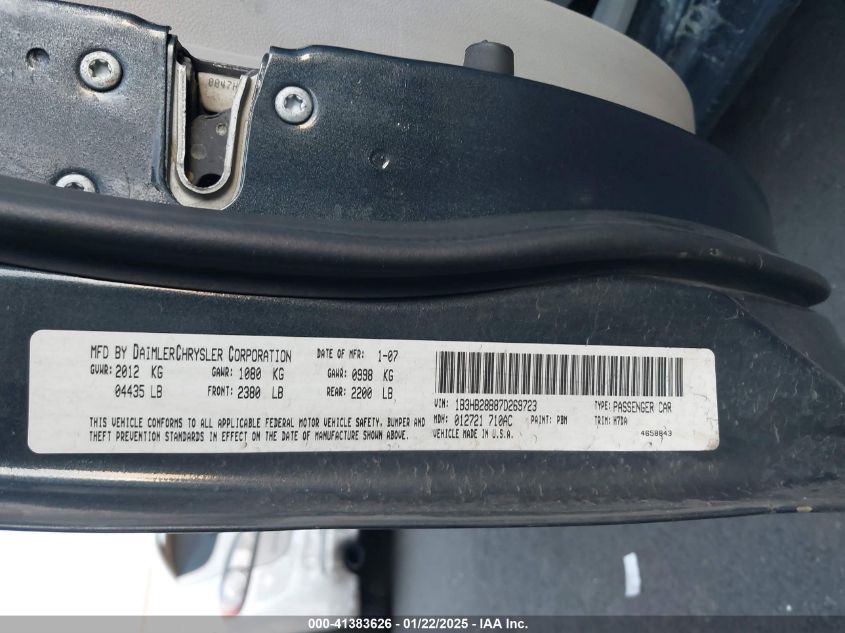 8847H
MFD BY DAIMLERCHRYSLER CORPORATION DATE OF MFR: 1-07
GVWR: 2012 KG GAWR: 1080 KG GAWR: 0998 KG
04435 LB FRONT: 2380 LB REAR: 2200 LB
THIS VEHICLE CONFORMS TO ALL APPLICABLE FEDERAL MOTOR VEHICLE SAFETY, BUMPER AND
THEFT PREVENTION STANDARDS IN EFFECT ON THE DATE OF MANUFACTURE SHOWN ABOVE.
VIN: 1B3HB28B87D269723 TYPE: PASSENGER CAR
MDH: 012721 710AC PAINT: PBM TRIM: H7DA
VEHICLE MADE IN U.S.A. 4658843
000-41383626 - 01/22/2025 - IAA Inc.